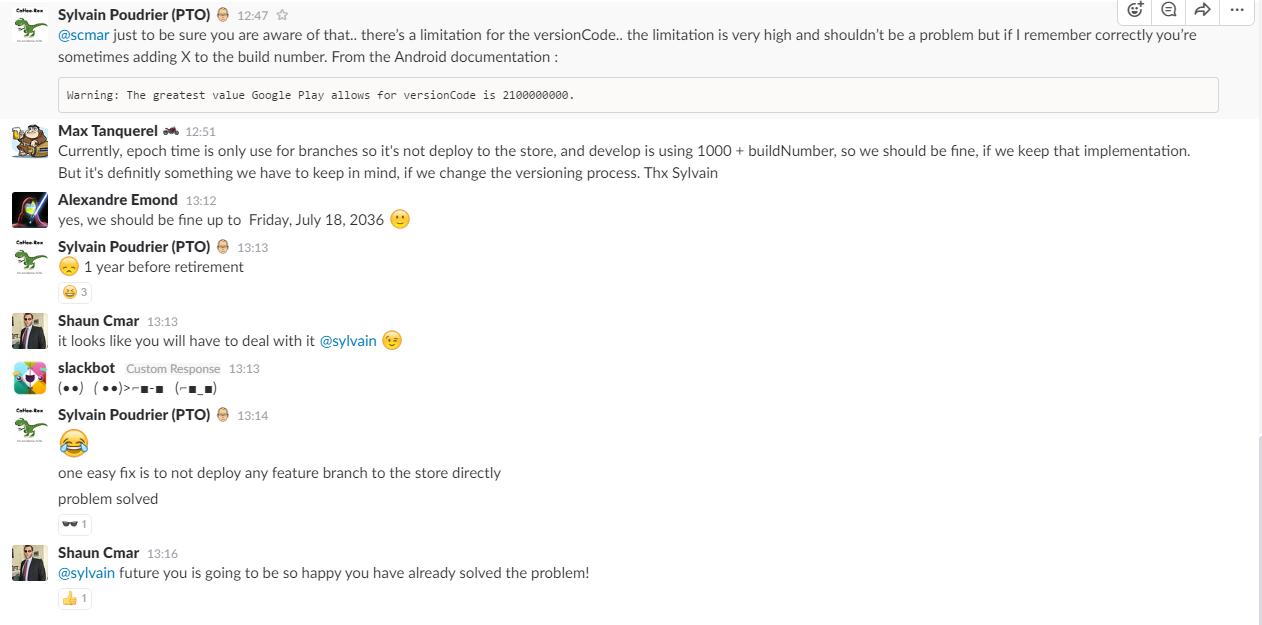 Sylvain Poudrier (PTO) 12:47
@scmar just to be sure you are aware of that.. there's a limitation for the versionCode.. the limitation is very high and shouldn't be a problem but if I remember correctly you're
sometimes adding X to the build number. From the Android documentation :
Warning: The greatest value Google Play allows for versionCode is 2100000000.
Max Tanquerel 12:51
Currently, epoch time is only use for branches so it's not deploy to the store, and develop is using 1000 + buildNumber, so we should be fine, if we keep that implementation.
But it's definitly something we have to keep in mind, if we change the versioning process. Thx Sylvain
Alexandre Emond 13:12
yes, we should be fine up to Friday, July 18, 2036 🙂
Coffee-Rex
Sylvain Poudrier (PTO) 13:13
😞 1 year before retirement
😆 3
Shaun Cmar 13:13
it looks like you will have to deal with it @sylvain 😉
slackbot Custom Response 13:13
(••) ( ••)>⌐■-■ (⌐■_■)
Coffee-Rex
Sylvain Poudrier (PTO) 13:14
😂
one easy fix is to not deploy any feature branch to the store directly
problem solved
🕶 1
Shaun Cmar 13:16
@sylvain future you is going to be so happy you have already solved the problem!
👍 1